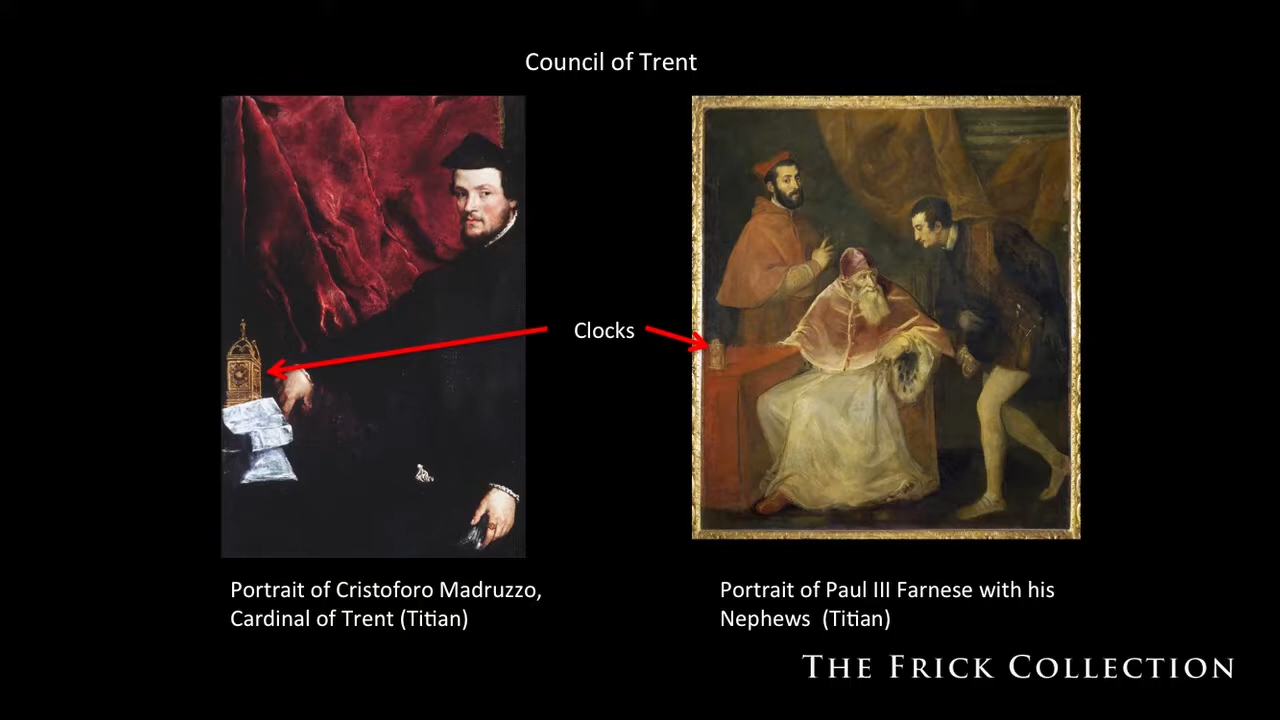 Council of Trent
Clocks
Portrait of Cristoforo Madruzzo,
Cardinal of Trent (Titian)
Portrait of Paul III Farnese with his
Nephews  (Titian)
THE FRICK COLLECTION